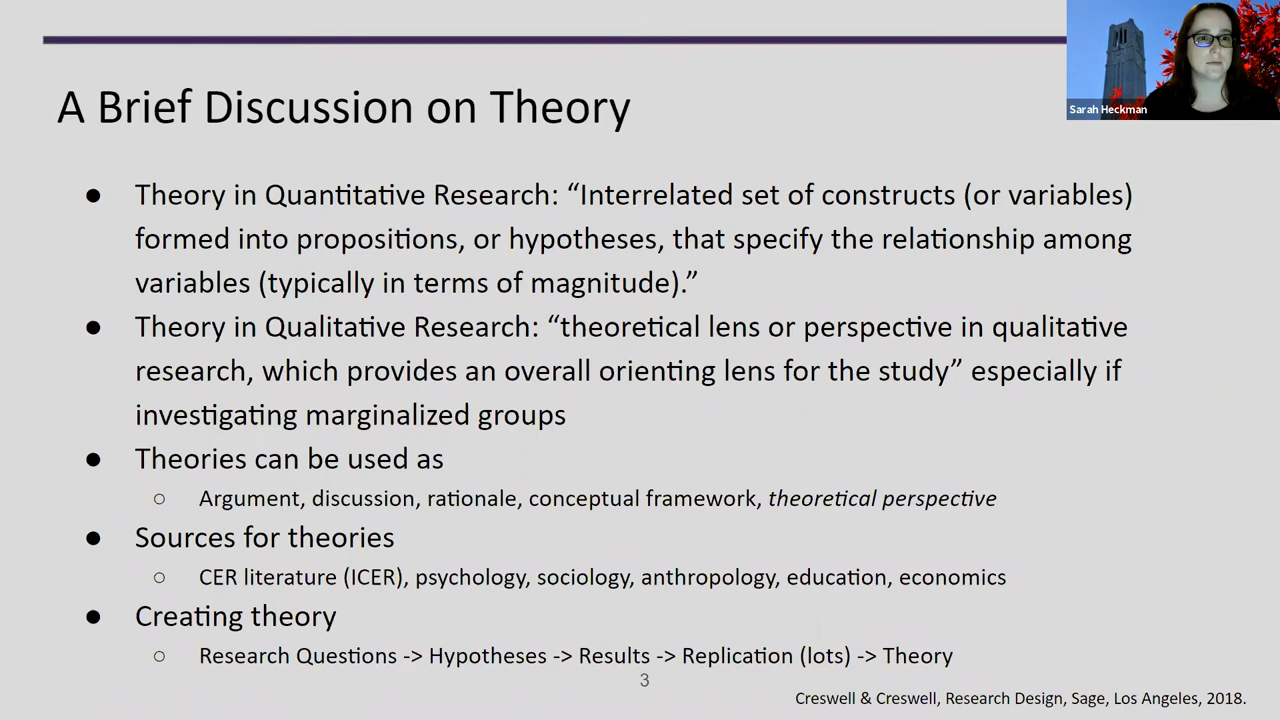 Sarah Heckman
A Brief Discussion on Theory
● Theory in Quantitative Research: “Interrelated set of constructs (or variables)
formed into propositions, or hypotheses, that specify the relationship among
variables (typically in terms of magnitude).”
● Theory in Qualitative Research: “theoretical lens or perspective in qualitative
research, which provides an overall orienting lens for the study” especially if
investigating marginalized groups
● Theories can be used as
○ Argument, discussion, rationale, conceptual framework, theoretical perspective
● Sources for theories
○ CER literature (ICER), psychology, sociology, anthropology, education, economics
● Creating theory
○ Research Questions -> Hypotheses -> Results -> Replication (lots) -> Theory
3
Creswell & Creswell, Research Design, Sage, Los Angeles, 2018.